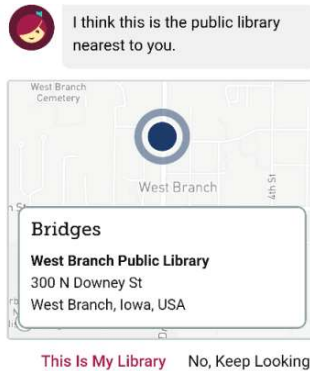 I think this is the public library
nearest to you.
West Branch
Cemetery
West Branch
4th St
Bridges
West Branch Public Library
300 N Downey St
West Branch, Iowa, USA
This Is My Library No, Keep Looking